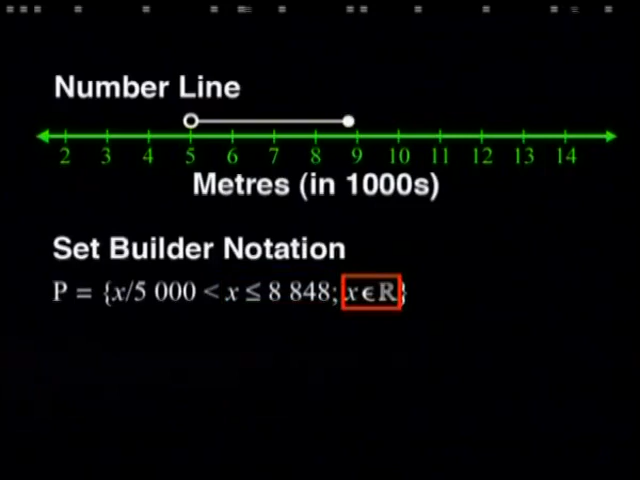 Number Line
2 3 4 5 6 7 8 9 10 11 12 13 14
Metres (in 1000s)
Set Builder Notation
P = {x/5 000 < x ≤ 8 848; x ∈ ℝ}